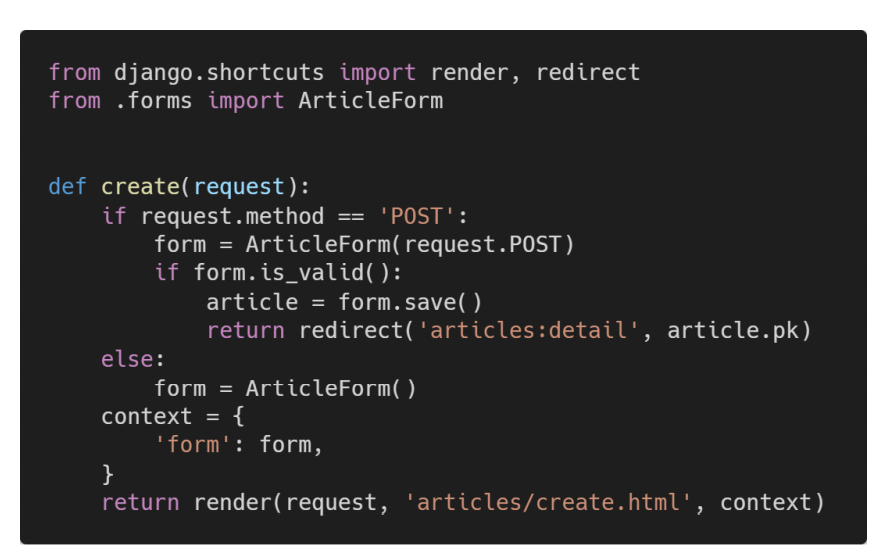 from django.shortcuts import render, redirect
from .forms import ArticleForm
def create(request):
    if request.method == 'POST':
        form = ArticleForm(request.POST)
        if form.is_valid():
            article = form.save()
            return redirect('articles:detail', article.pk)
    else:
        form = ArticleForm()
    context = {
        'form': form,
    }
    return render(request, 'articles/create.html', context)